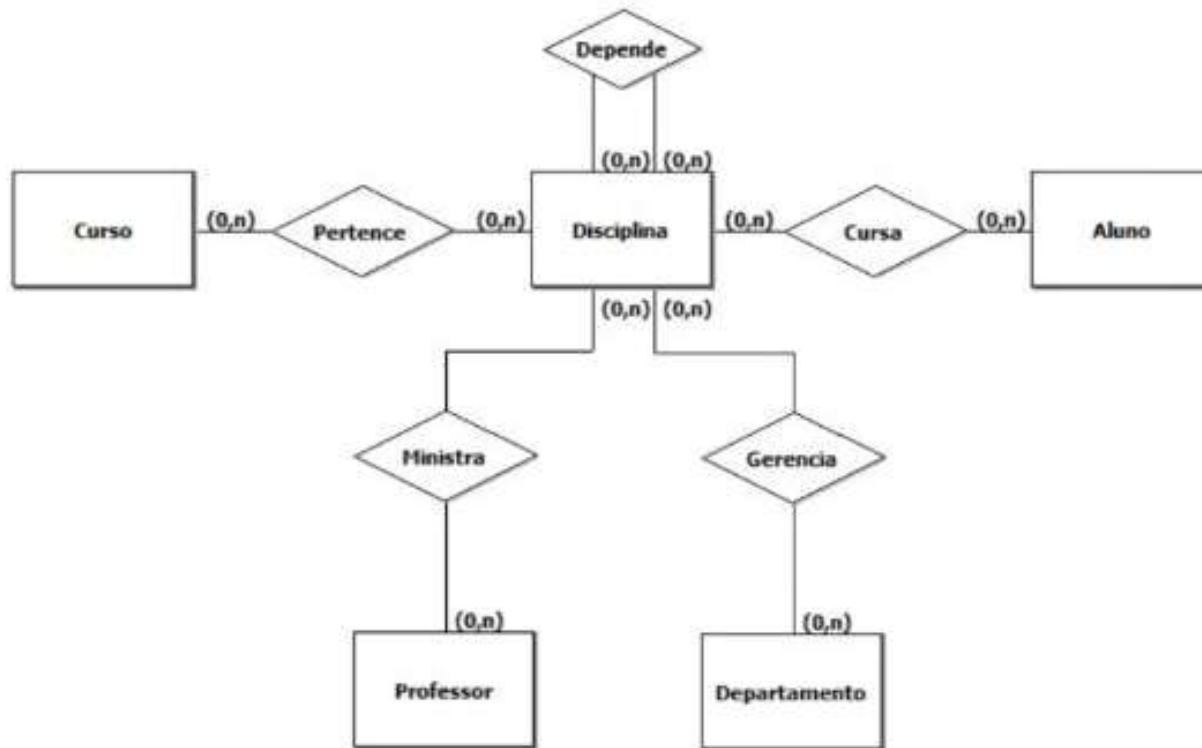 Depende
(0,n) (0,n)
Curso
(0,n)
Pertence
(0,n)
Disciplina
(0,n)
Cursa
(0,n)
Aluno
(0,n) (0,n)
Ministra
Gerencia
(0,n)
(0,n)
Professor
Departamento